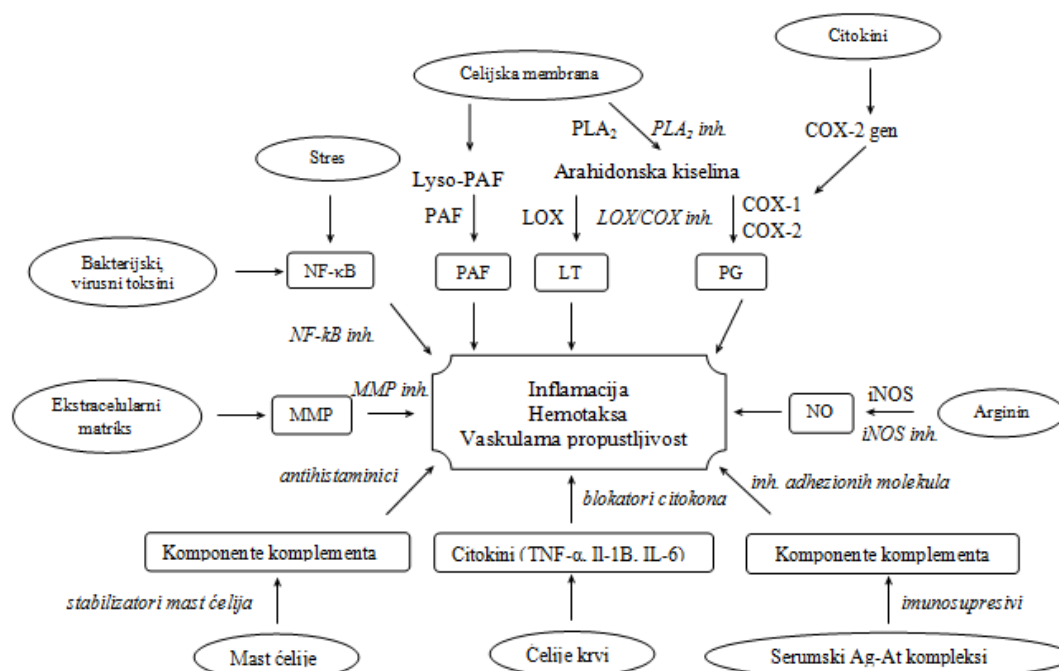 Citokini
Ćelijska membrana
PLA₂
PLA₂ inh.
COX-2 gen
Stres
Lyso-PAF
Arahidonska kiselina
PAF
LOX
LOX/COX inh.
COX-1
COX-2
Bakterijski,
virusni toksini
NF-κB
PAF
LT
PG
NF-kB inh.
MMP inh.
Inflamacija
Hemotaksa
Vaskularna propustljivost
Ekstracelularni
matriks
MMP
NO
iNOS
iNOS inh.
Arginin
antihistaminici
blokatori citokona
inh. adhezionih molekula
Komponente komplementa
Citokini (TNF-α, Il-1B, IL-6)
Komponente komplementa
stabilizatori mast ćelija
imunosupresivi
Mast ćelije
Ćelije krvi
Serumski Ag-At kompleksi